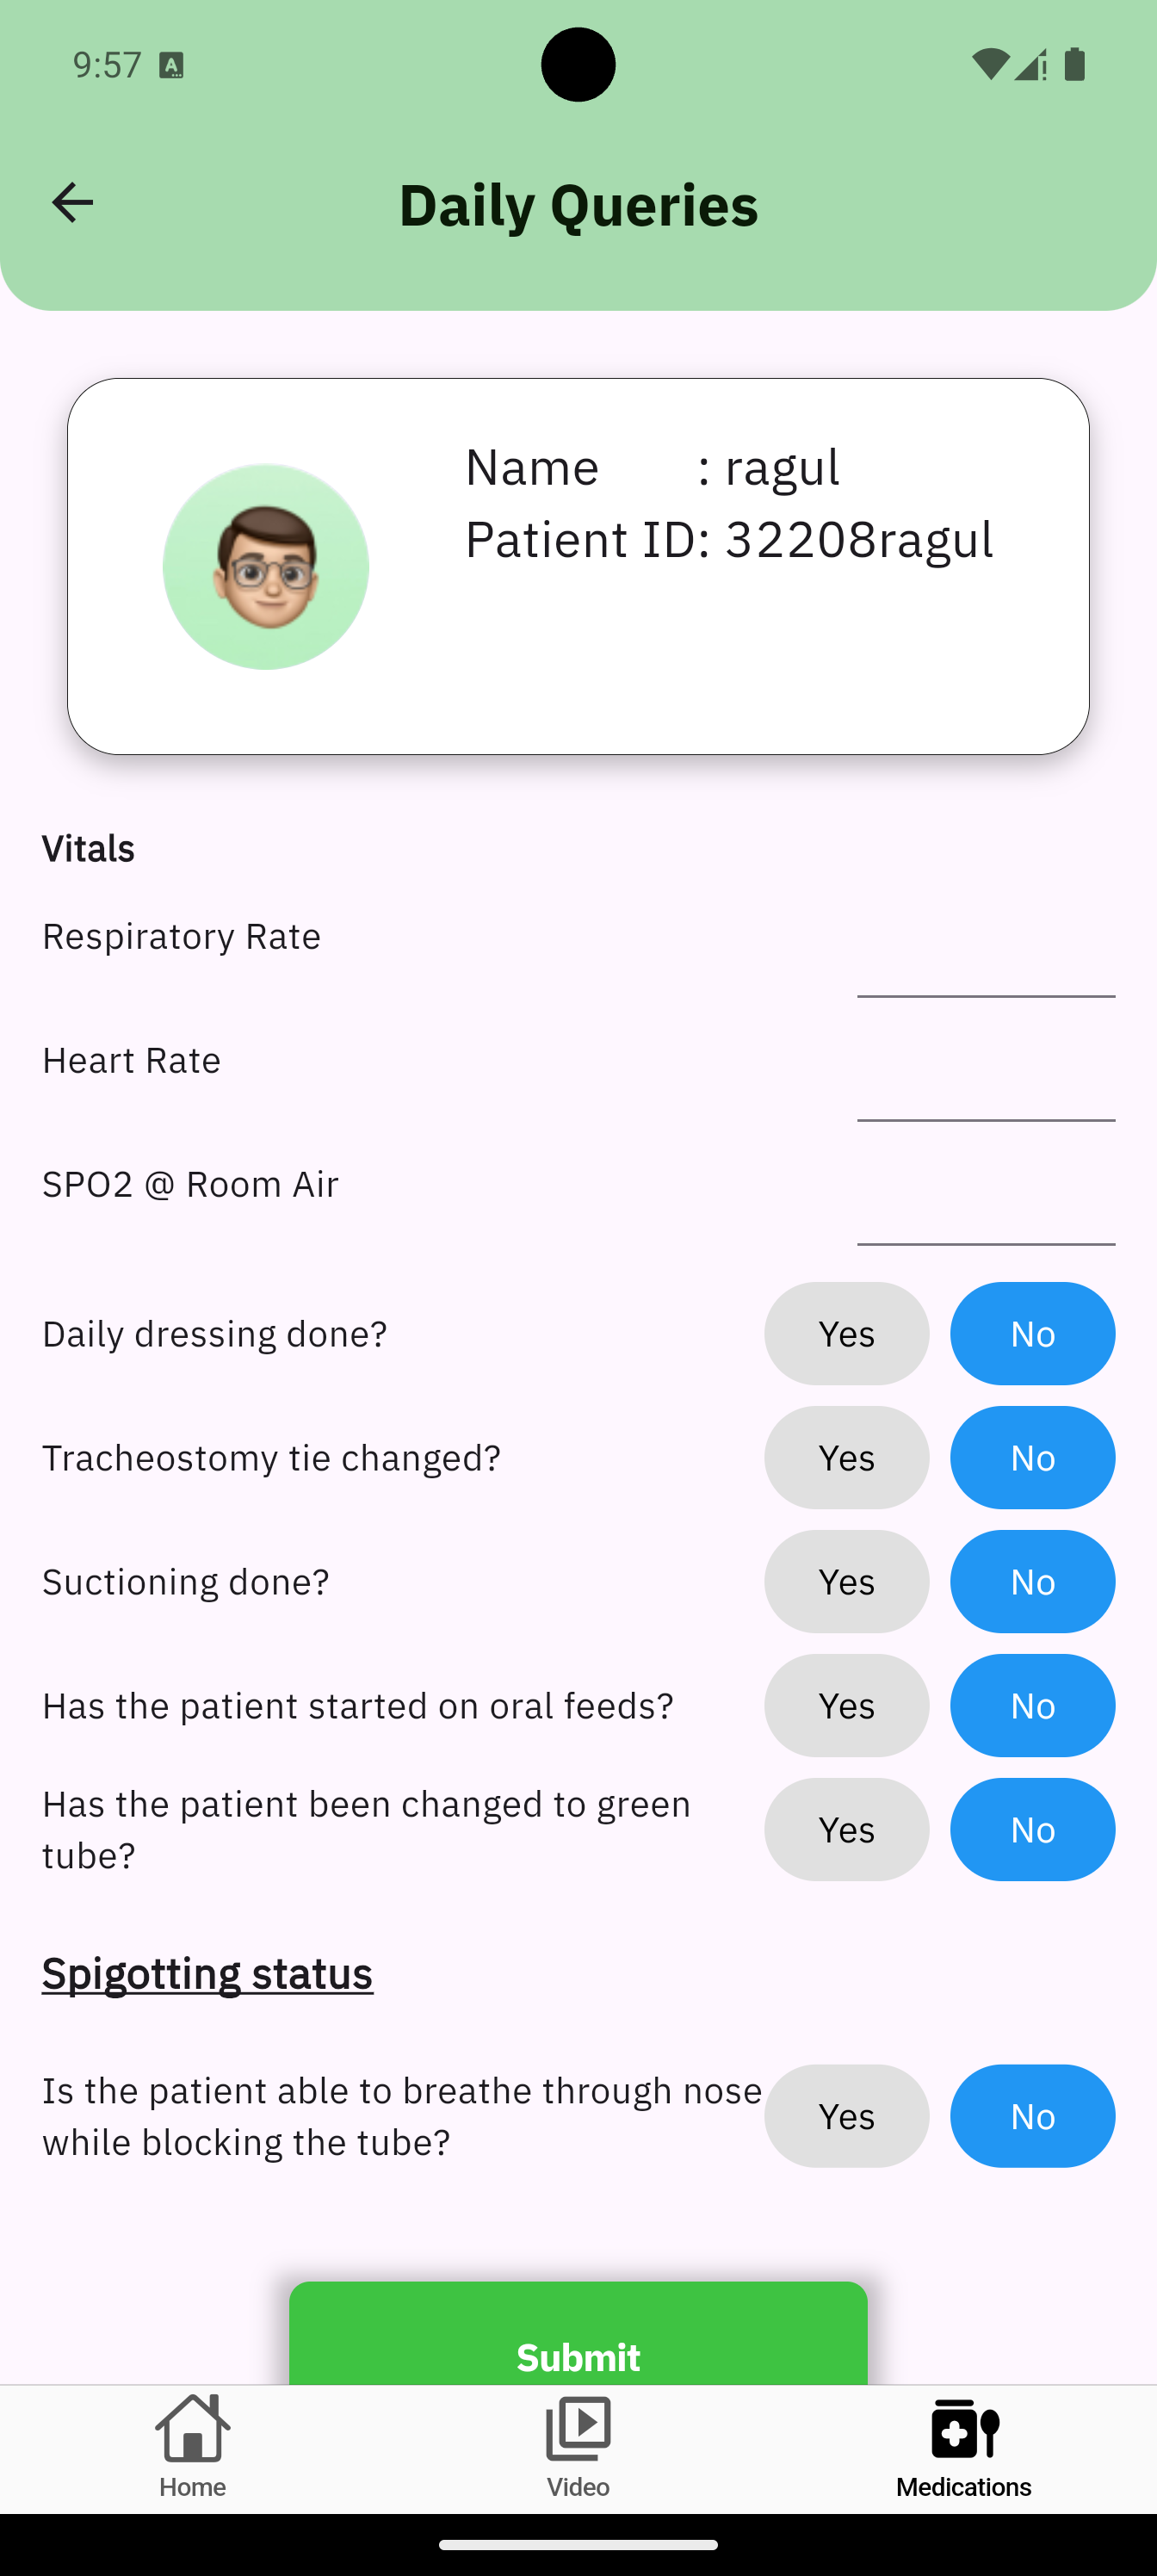 9:57
Daily Queries
Name : ragul
Patient ID: 32208ragul
Vitals
Respiratory Rate
Heart Rate
SPO2 @ Room Air
Daily dressing done? Yes No
Tracheostomy tie changed? Yes No
Suctioning done? Yes No
Has the patient started on oral feeds? Yes No
Has the patient been changed to green
tube? Yes No
Spigotting status
Is the patient able to breathe through nose
while blocking the tube? Yes No
Submit
Home Video Medications